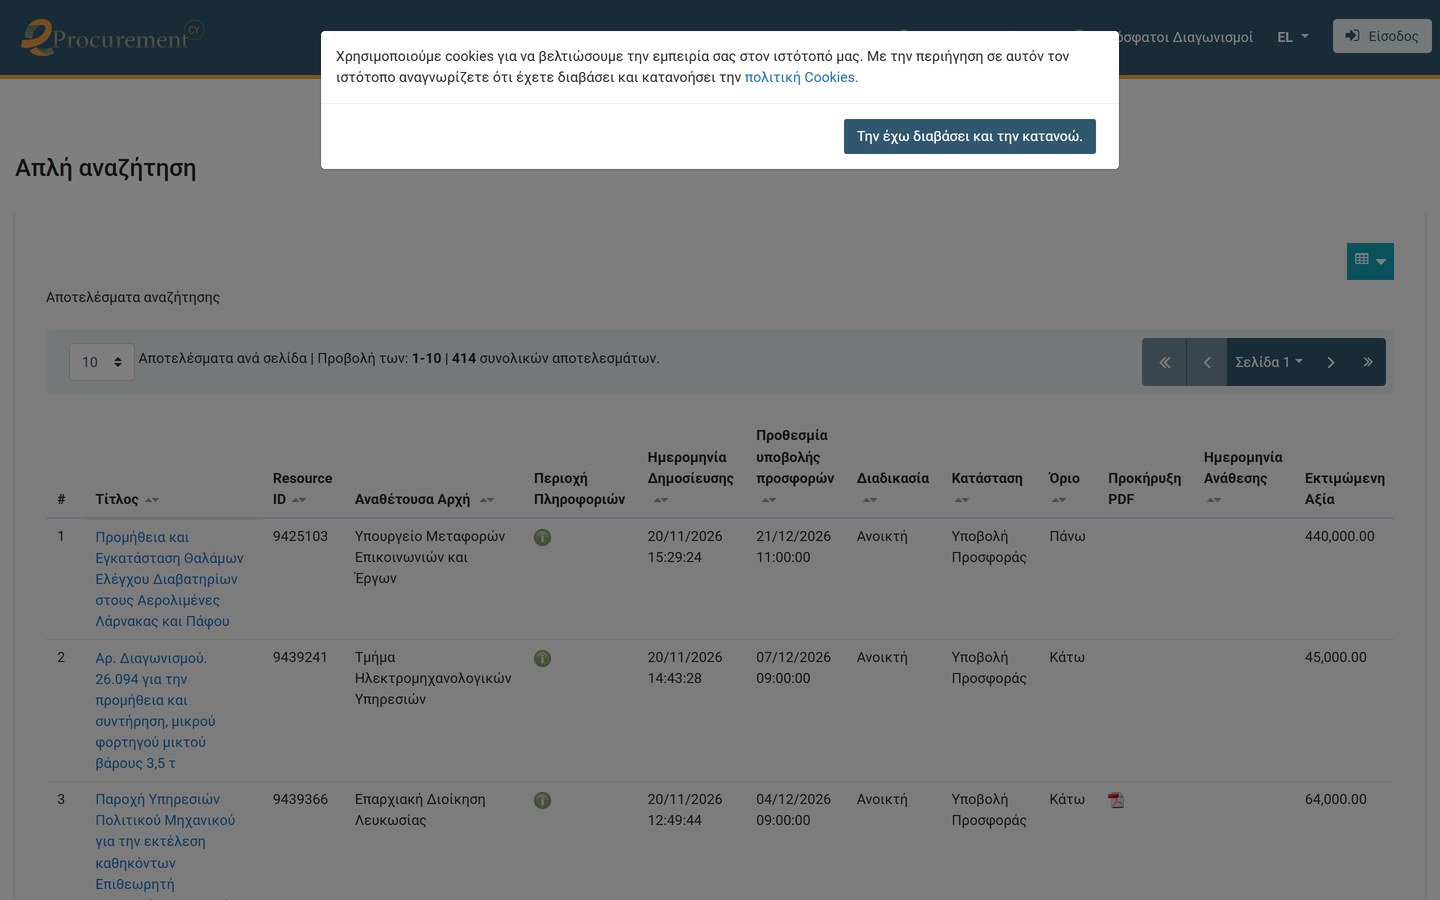 eProcurement CY
όσφατοι Διαγωνισμοί
EL
Είσοδος
Χρησιμοποιούμε cookies για να βελτιώσουμε την εμπειρία σας στον ιστότοπό μας. Με την περιήγηση σε αυτόν τον
ιστότοπο αναγνωρίζετε ότι έχετε διαβάσει και κατανοήσει την πολιτική Cookies.
Την έχω διαβάσει και την κατανοώ.
Απλή αναζήτηση
Αποτελέσματα αναζήτησης
10 Αποτελέσματα ανά σελίδα | Προβολή των: 1-10 | 414 συνολικών αποτελεσμάτων.
Σελίδα 1
#
Τίτλος
Resource
ID
Αναθέτουσα Αρχή
Περιοχή
Πληροφοριών
Ημερομηνία
Δημοσίευσης
Προθεσμία
υποβολής
προσφορών
Διαδικασία
Κατάσταση
Όριο
Προκήρυξη
PDF
Ημερομηνία
Ανάθεσης
Εκτιμώμενη
Αξία
1
Προμήθεια και
Εγκατάσταση Θαλάμων
Ελέγχου Διαβατηρίων
στους Αερολιμένες
Λάρνακας και Πάφου
9425103
Υπουργείο Μεταφορών
Επικοινωνιών και
Έργων
20/11/2026
15:29:24
21/12/2026
11:00:00
Ανοικτή
Υποβολή
Προσφοράς
Πάνω
440,000.00
2
Αρ. Διαγωνισμού.
26.094 για την
προμήθεια και
συντήρηση, μικρού
φορτηγού μικτού
βάρους 3,5 τ
9439241
Τμήμα
Ηλεκτρομηχανολογικών
Υπηρεσιών
20/11/2026
14:43:28
07/12/2026
09:00:00
Ανοικτή
Υποβολή
Προσφοράς
Κάτω
45,000.00
3
Παροχή Υπηρεσιών
Πολιτικού Μηχανικού
για την εκτέλεση
καθηκόντων
Επιθεωρητή
9439366
Επαρχιακή Διοίκηση
Λευκωσίας
20/11/2026
12:49:44
04/12/2026
09:00:00
Ανοικτή
Υποβολή
Προσφοράς
Κάτω
64,000.00